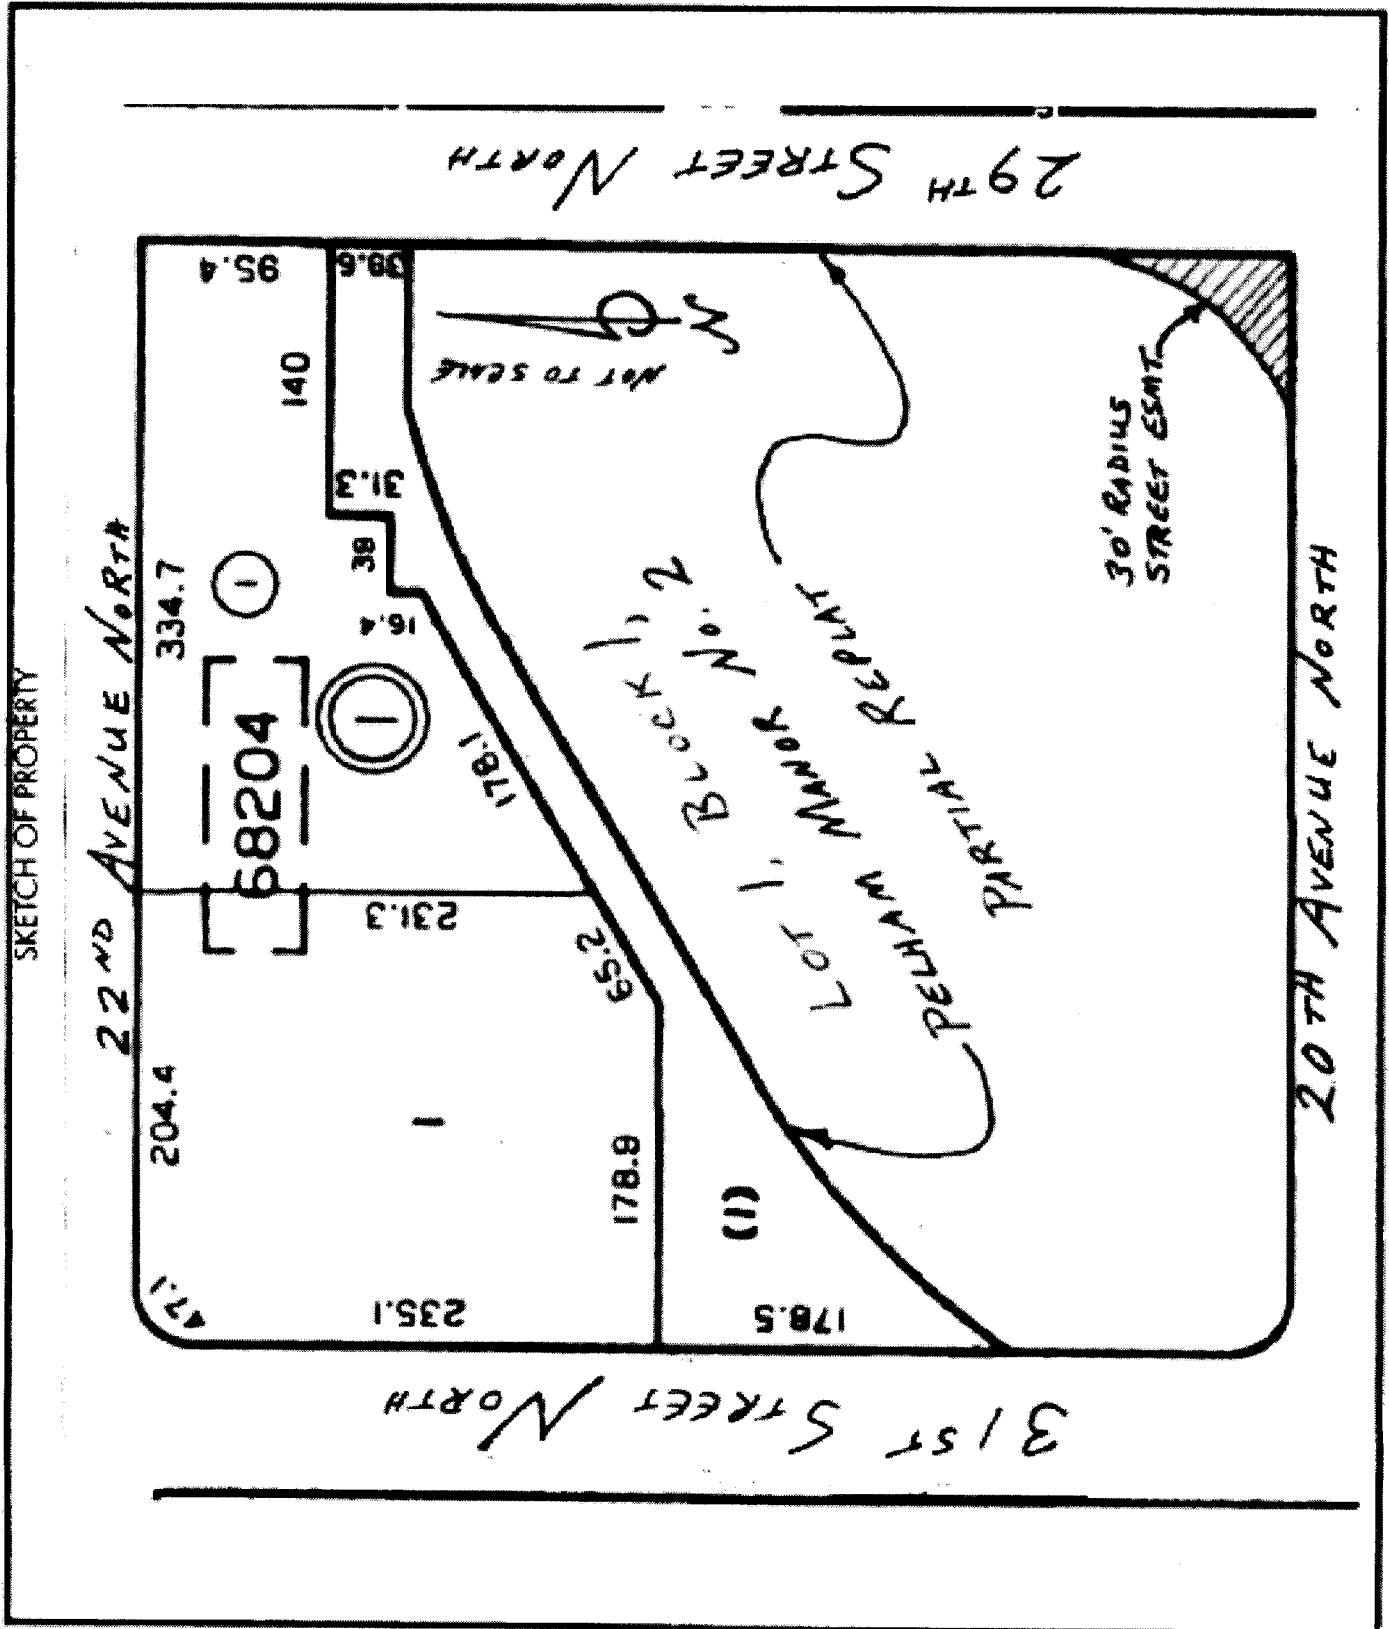 SKETCH OF PROPERTY
22ND AVENUE NORTH
29TH STREET NORTH
31ST STREET NORTH
20TH AVENUE NORTH
95.4
38.6
140
31.3
38
16.4
334.7
1
68204
1
178.1
231.3
65.2
204.4
1
178.9
17.1
235.1
178.5
(1)
N
NOT TO SCALE
LOT 1, BLOCK 1,
PELHAM MANOR NO. 2
PARTIAL REPLAT
30' RADIUS
STREET ESMT.